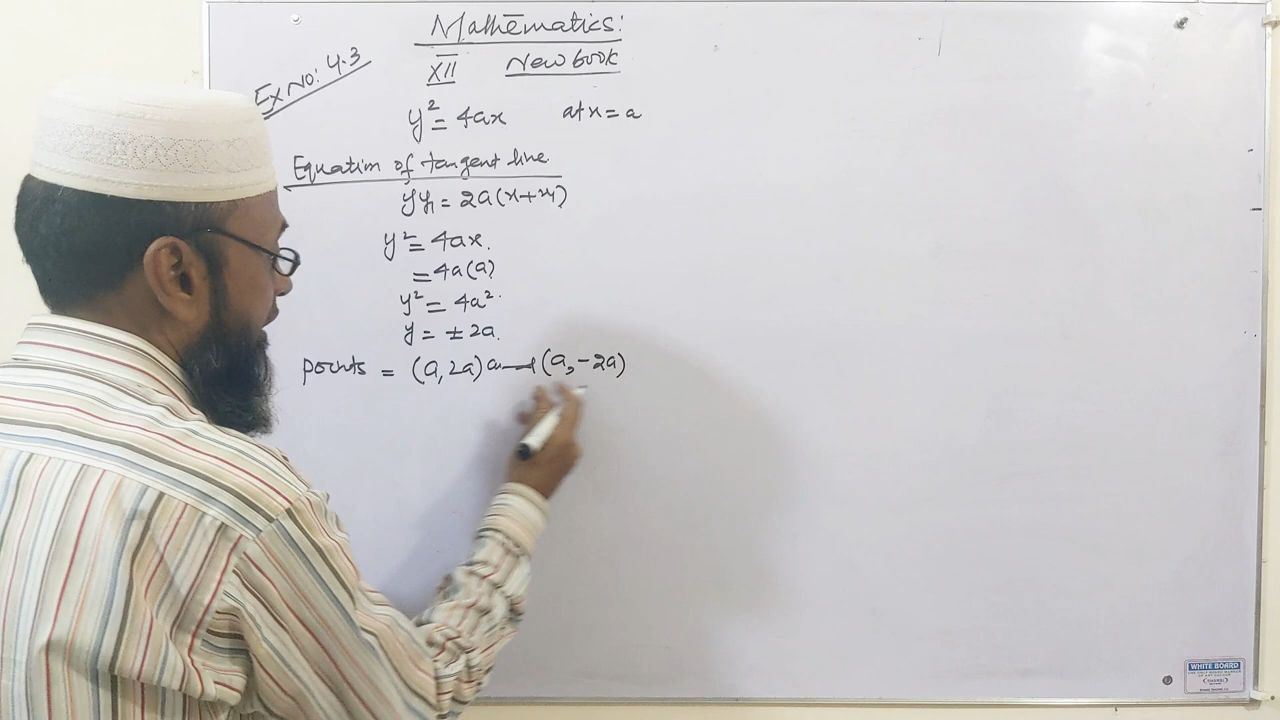 Mathematics:
XII New book
Ex No: 4.3
y² = 4ax at x = a
Equation of tangent line
yy₁ = 2a(x+x₁)
y² = 4ax.
= 4a(a)
y² = 4a².
y = ± 2a.
points = (a, 2a) and (a, -2a)
WHITE BOARD